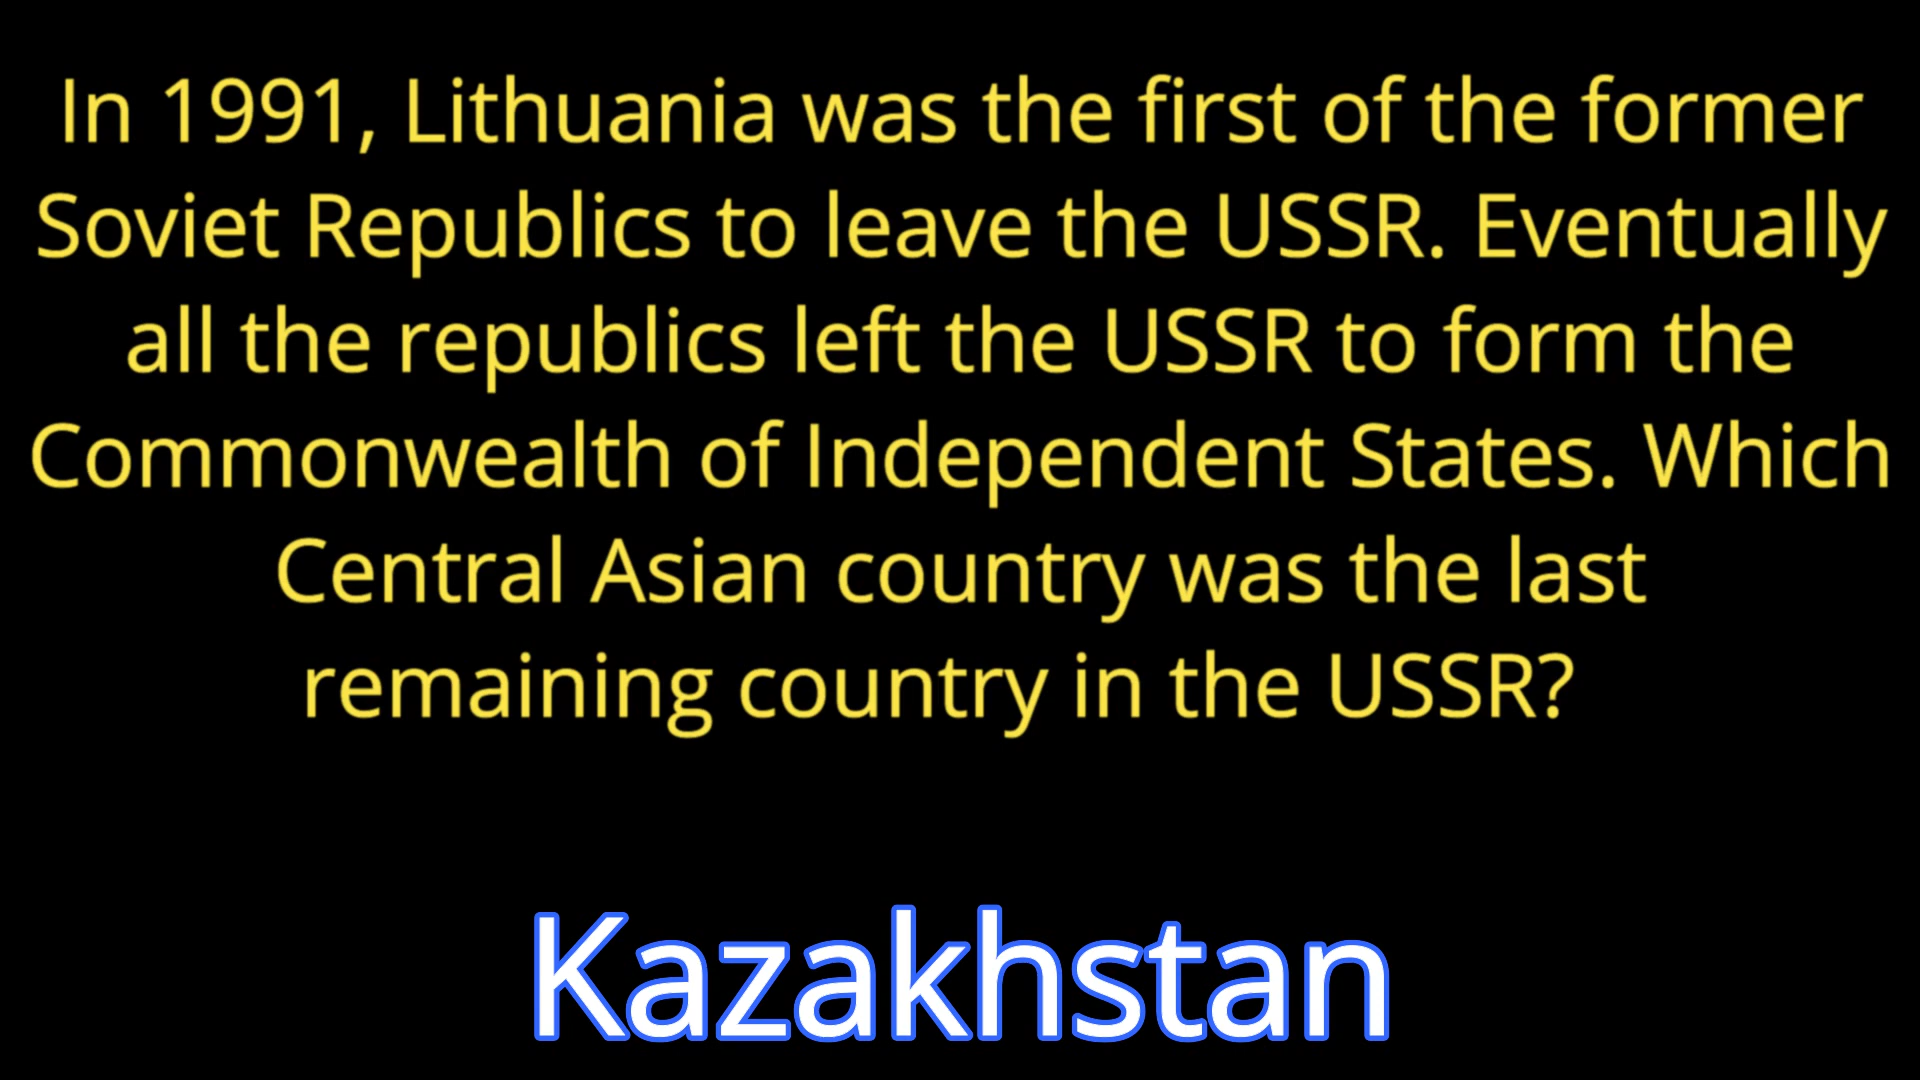 In 1991, Lithuania was the first of the former
Soviet Republics to leave the USSR. Eventually
all the republics left the USSR to form the
Commonwealth of Independent States. Which
Central Asian country was the last
remaining country in the USSR?
Kazakhstan